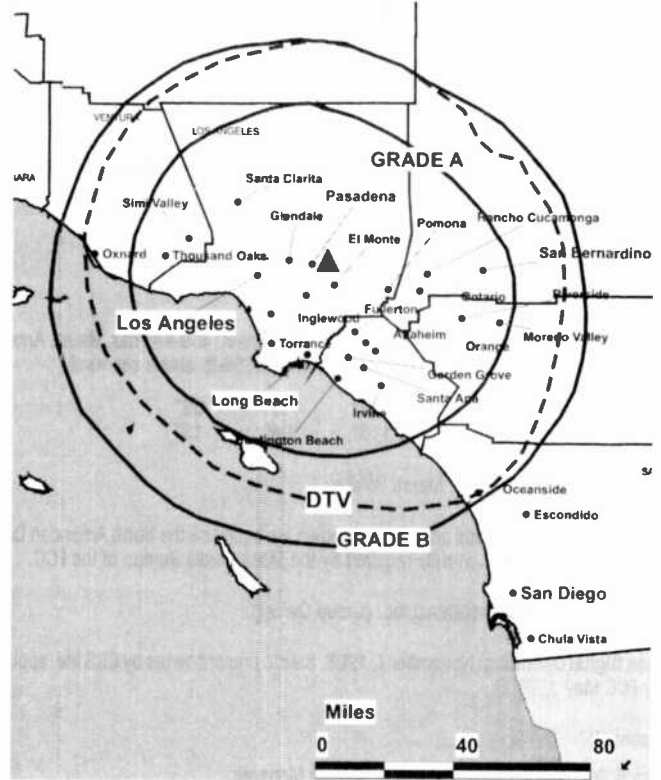 VENTURA
LOS ANGELES
GRADE A
Santa Clarita
Pasadena
Simi Valley
Glendale
Pomona
Rancho Cucamonga
El Monte
San Bernardino
Oxnard
Thousand Oaks
Ontario
Riverside
Los Angeles
Inglewood
Fullerton
Anaheim
Moreno Valley
Torrance
Orange
Garden Grove
Long Beach
Santa Ana
Irvine
Huntington Beach
DTV
Oceanside
Escondido
GRADE B
San Diego
Chula Vista
Miles
0 40 80